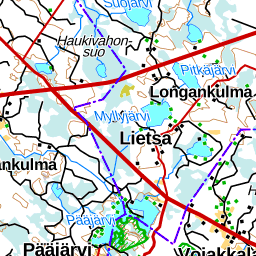 Suojärvi
Haukivahon-
suo
Pitkäjärvi
Longankulma
Myllyjärvi
Lietsa
ankulma
Pääjärvi
Pääjärvi
Vojakkala